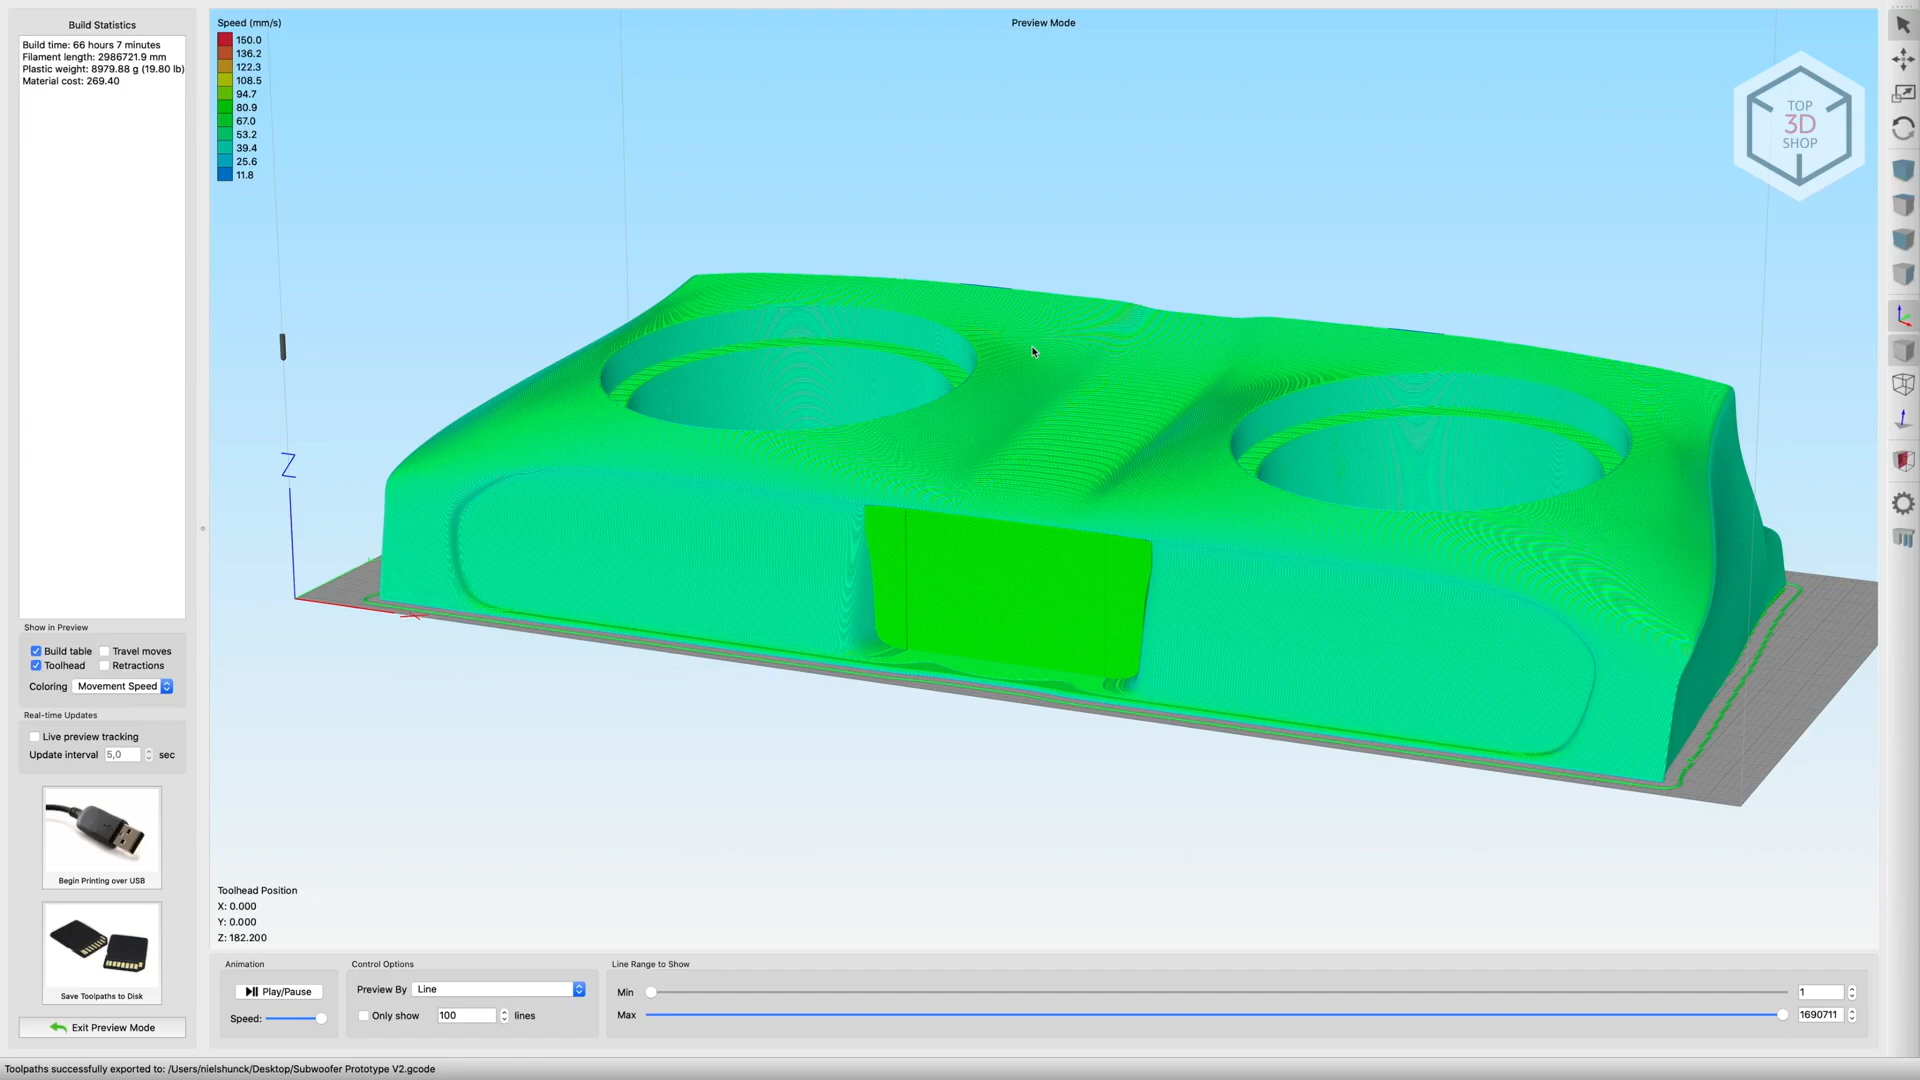 Build Statistics
Build time: 66 hours 7 minutes
Filament length: 2986721.9 mm
Plastic weight: 8979.88 g (19.80 lb)
Material cost: 269.40
Show in Preview
Build table
Travel moves
Toolhead
Retractions
Coloring
Movement Speed
Real-time Updates
Live preview tracking
Update interval 5,0 sec
Begin Printing over USB
Save Toolpaths to Disk
Exit Preview Mode
Speed (mm/s)
150.0
136.2
122.3
108.5
94.7
80.9
67.0
53.2
39.4
25.6
11.8
Preview Mode
TOP
3D
SHOP
Z
Toolhead Position
X: 0.000
Y: 0.000
Z: 182.200
Animation
Play/Pause
Speed:
Control Options
Preview By Line
Only show 100 lines
Line Range to Show
Min 1
Max 1690711
Toolpaths successfully exported to: /Users/nielshunck/Desktop/Subwoofer Prototype V2.gcode